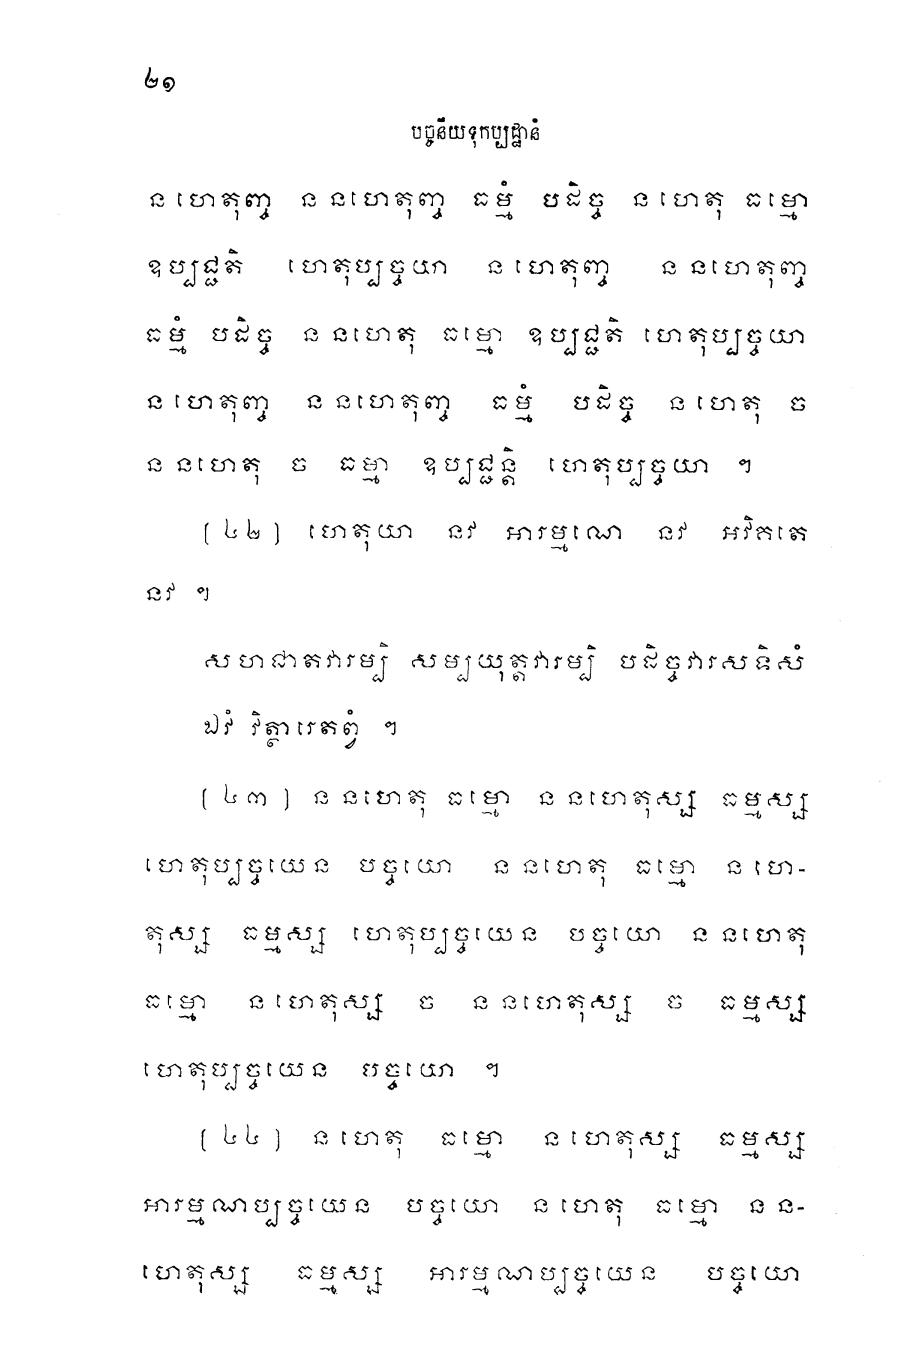 ២១
បច្ចនីយទុកប្បដ្ឋានំ
ន ហេតុញ្ច ន នហេតុញ្ច ធម្មំ បដិច្ច ន ហេតុ ធម្មោ
ឧប្បជ្ជតិ ហេតុប្បច្ចយា ន ហេតុញ្ច ន នហេតុញ្ច
ធម្មំ បដិច្ច ន នហេតុ ធម្មោ ឧប្បជ្ជតិ ហេតុប្បច្ចយា
ន ហេតុញ្ច ន នហេតុញ្ច ធម្មំ បដិច្ច ន ហេតុ ច
ន នហេតុ ច ធម្មា ឧប្បជ្ជន្តិ ហេតុប្បច្ចយា ។
(៤២) ហេតុយា នវ អារម្មណេ នវ អវិគតេ
នវ ។
សហជាតវារម្បិ សម្បយុត្តវារម្បិ បដិច្ចវារសទិសំ
ឯវំ វិត្ថារេតព្វំ ។
(៤៣) ន នហេតុ ធម្មោ ន នហេតុស្ស ធម្មស្ស
ហេតុប្បច្ចយេន បច្ចយោ ន នហេតុ ធម្មោ ន ហេ-
តុស្ស ធម្មស្ស ហេតុប្បច្ចយេន បច្ចយោ ន នហេតុ
ធម្មោ ន ហេតុស្ស ច ន នហេតុស្ស ច ធម្មស្ស
ហេតុប្បច្ចយេន បច្ចយោ ។
(៤៤) ន ហេតុ ធម្មោ ន ហេតុស្ស ធម្មស្ស
អារម្មណប្បច្ចយេន បច្ចយោ ន ហេតុ ធម្មោ ន ន-
ហេតុស្ស ធម្មស្ស អារម្មណប្បច្ចយេន បច្ចយោ